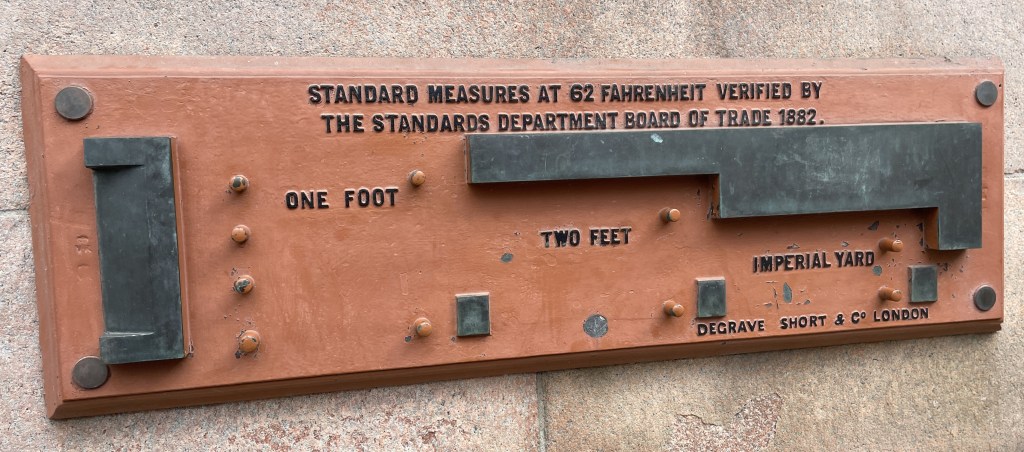 STANDARD MEASURES AT 62 FAHRENHEIT VERIFIED BY
THE STANDARDS DEPARTMENT BOARD OF TRADE 1882.
ONE FOOT
TWO FEET
IMPERIAL YARD
DEGRAVE SHORT & Cº LONDON